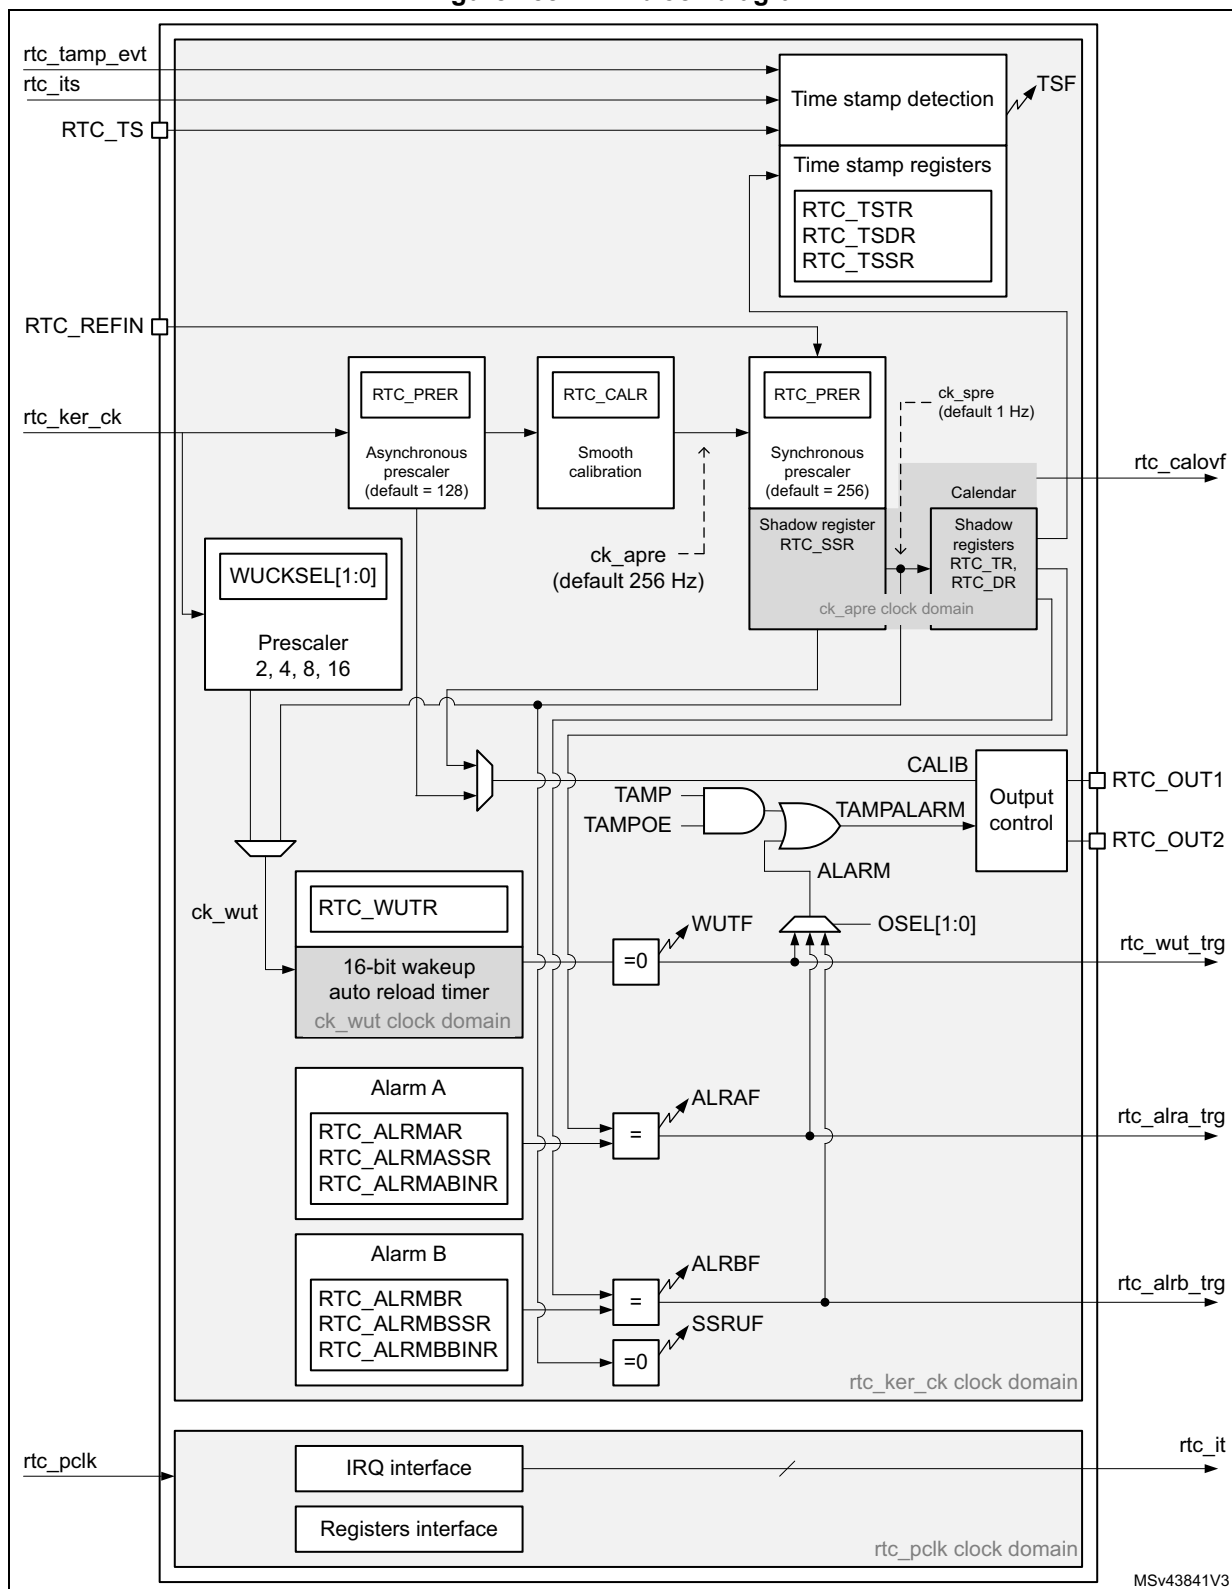 rtc_tamp_evt
rtc_its
RTC_TS
Time stamp detection
TSF
Time stamp registers
RTC_TSTR
RTC_TSDR
RTC_TSSR
RTC_REFIN
rtc_ker_ck
RTC_PRER
Asynchronous
prescaler
(default = 128)
RTC_CALR
Smooth
calibration
RTC_PRER
Synchronous
prescaler
(default = 256)
ck_spre
(default 1 Hz)
rtc_calovf
Calendar
Shadow register
RTC_SSR
Shadow
registers
RTC_TR,
RTC_DR
ck_apre clock domain
ck_apre
(default 256 Hz)
WUCKSEL[1:0]
Prescaler
2, 4, 8, 16
CALIB
TAMP
TAMPOE
TAMPALARM
Output
control
RTC_OUT1
RTC_OUT2
ALARM
OSEL[1:0]
ck_wut
RTC_WUTR
16-bit wakeup
auto reload timer
ck_wut clock domain
=0
WUTF
rtc_wut_trg
Alarm A
RTC_ALRMAR
RTC_ALRMASSR
RTC_ALRMABINR
=
ALRAF
rtc_alra_trg
Alarm B
RTC_ALRMBR
RTC_ALRMBSSR
RTC_ALRMBBINR
=
ALRBF
rtc_alrb_trg
=0
SSRUF
rtc_ker_ck clock domain
rtc_pclk
IRQ interface
rtc_it
Registers interface
rtc_pclk clock domain
MSv43841V3